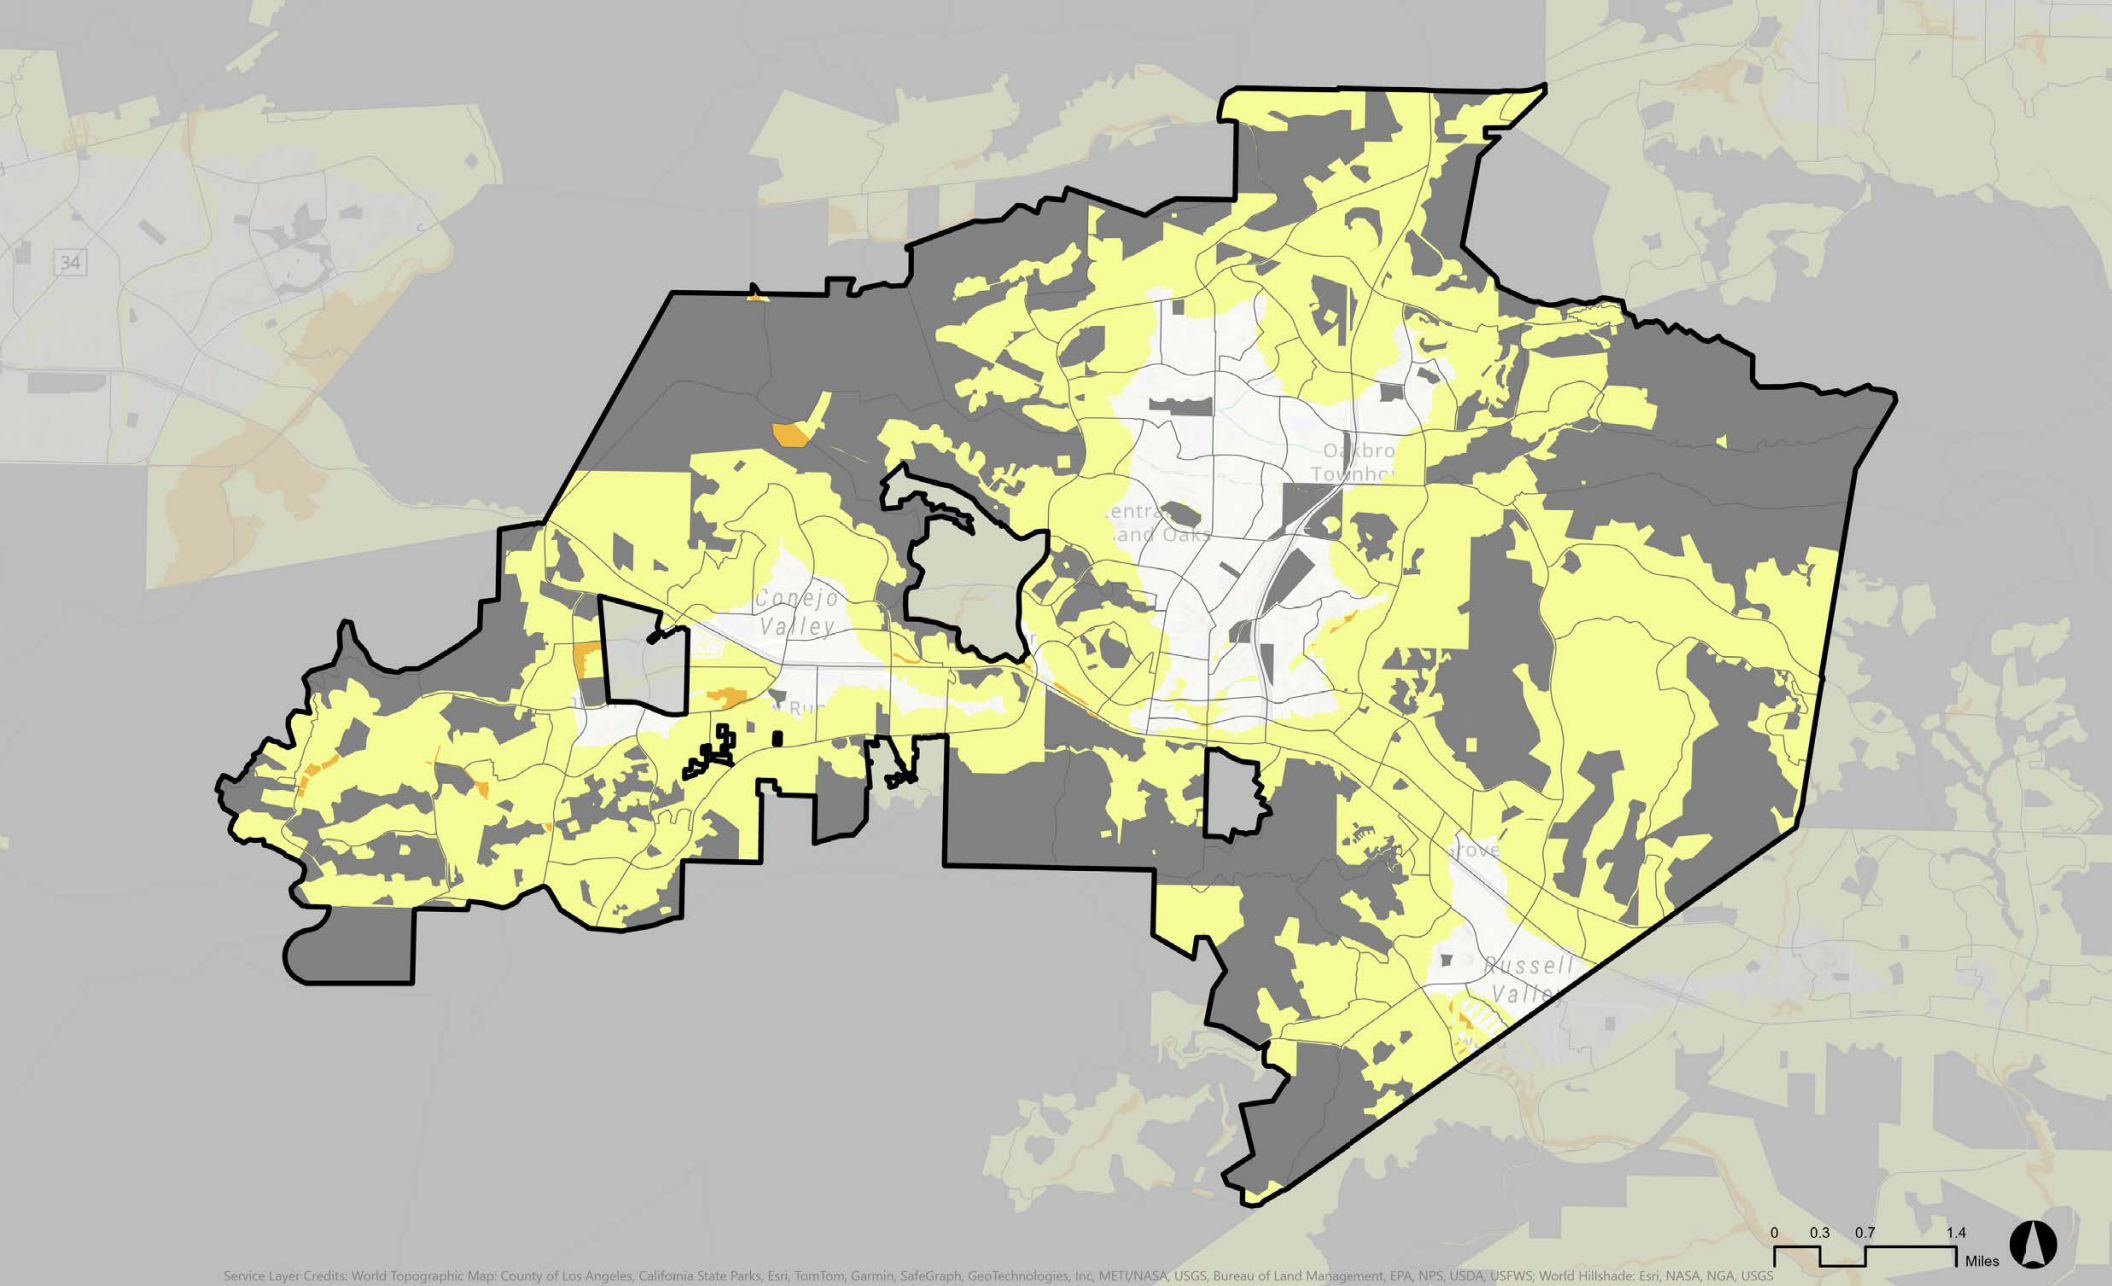 34
Oakbro
Townho
entra
and Oaks
Conejo
Valley
Ru
rove
Russell
Valley
0 0.3 0.7 1.4
Miles
Service Layer Credits: World Topographic Map: County of Los Angeles, California State Parks, Esri, TomTom, Garmin, SafeGraph, GeoTechnologies, Inc, METI/NASA, USGS, Bureau of Land Management, EPA, NPS, USDA, USFWS; World Hillshade: Esri, NASA, NGA, USGS